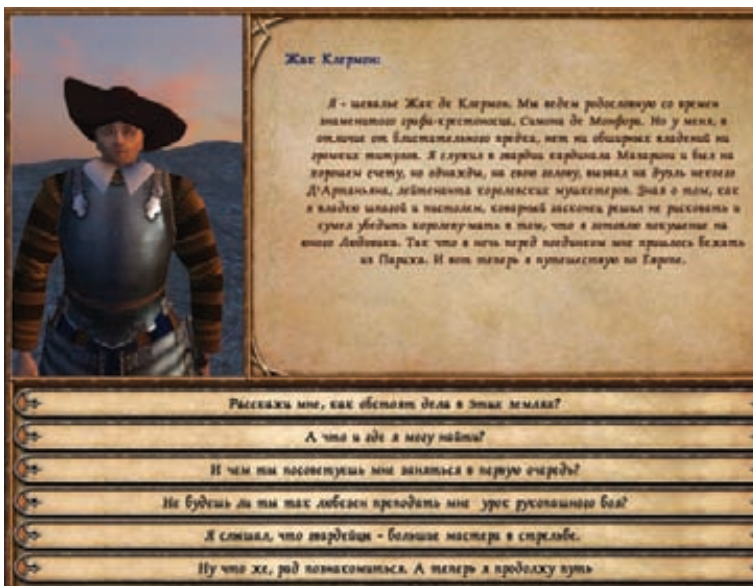 Жак Клермон:
Я - шевалье Жак де Клермон. Мы ведем родословную со времен
знаменитого графа-крестоносца, Симона де Монфора. Но у меня, в
отличие от блистательного предка, нет ни обширных владений ни
громких титулов. Я служил в гвардии кардинала Мазарини и был на
хорошем счету, но однажды, на свою голову, вызвал на дуэль некоего
Д'Артаньяна, лейтенанта королевских мушкетеров. Зная о том, как
я владею шпагой и пистолем, коварный гасконец решил не рисковать и
сумел убедить королеву-мать в том, что я готовлю покушение на
юного Людовика. Так что в ночь перед поединком мне пришлось бежать
из Парижа. И вот теперь я путешествую по Европе.
Расскажи мне, как обстоят дела в этих землях?
А что и где я могу найти?
И чем ты посоветуешь мне заняться в первую очередь?
Не будешь ли ты так любезен преподать мне урок рукопашного боя?
Я слышал, что гвардейцы - большие мастера в стрельбе.
Ну что же, рад познакомиться. А теперь я продолжу путь